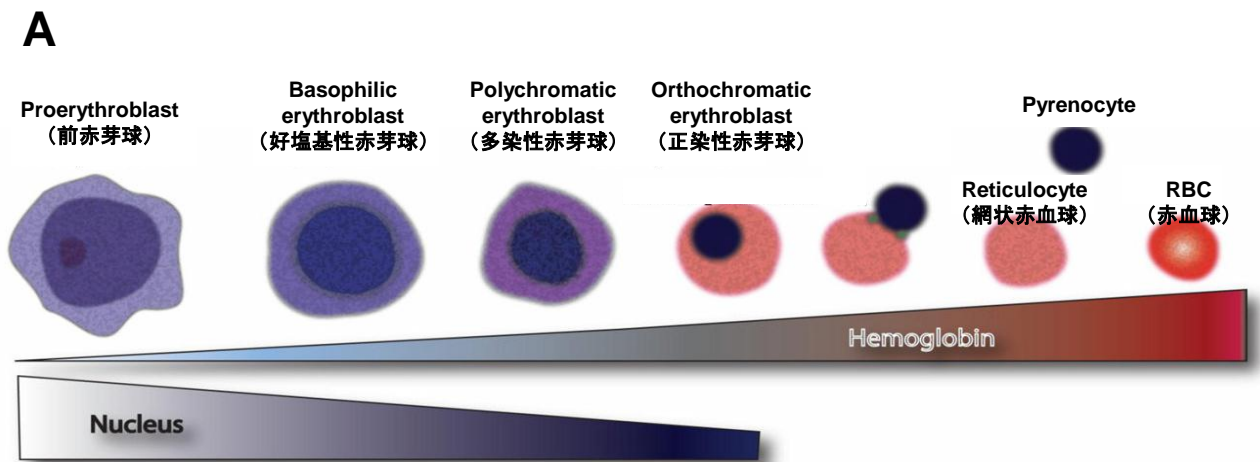 A
Proerythroblast
（前赤芽球）
Basophilic
erythroblast
（好塩基性赤芽球）
Polychromatic
erythroblast
（多染性赤芽球）
Orthochromatic
erythroblast
（正染性赤芽球）
Pyrenocyte
Reticulocyte
（網状赤血球）
RBC
（赤血球）
Hemoglobin
Nucleus